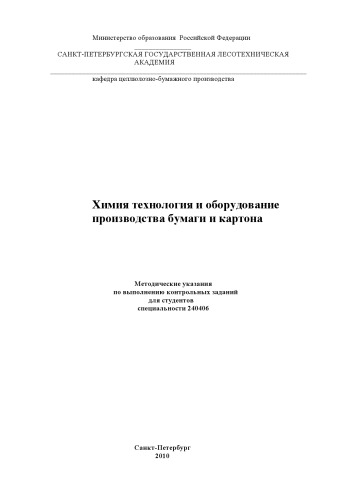 Министерство образования Российской Федерации
САНКТ-ПЕТЕРБУРГСКАЯ ГОСУДАРСТВЕННАЯ ЛЕСОТЕХНИЧЕСКАЯ
АКАДЕМИЯ
кафедра целлюлозно-бумажного производства
Химия технология и оборудование
производства бумаги и картона
Методические указания
по выполнению контрольных заданий
для студентов
специальности 240406
Санкт-Петербург
2010